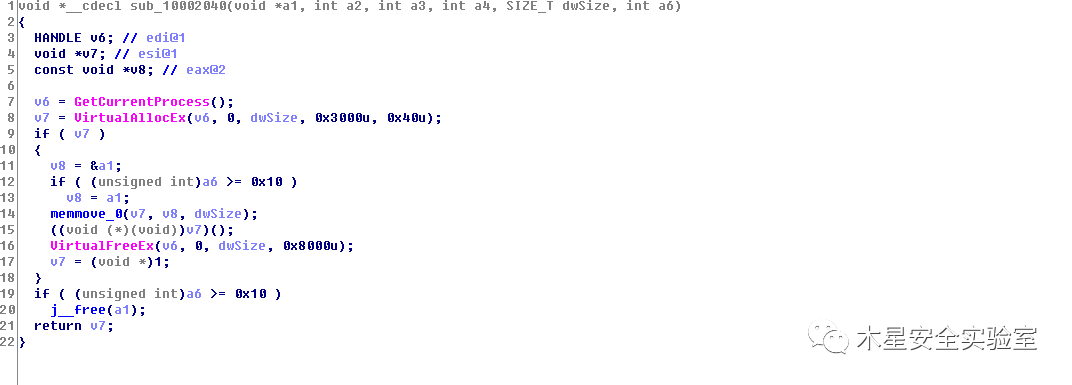 1 void *__cdecl sub_10002040(void *a1, int a2, int a3, int a4, SIZE_T dwSize, int a6)
2 {
3 HANDLE v6; // edi@1
4 void *v7; // esi@1
5 const void *v8; // eax@2
6
7 v6 = GetCurrentProcess();
8 v7 = VirtualAllocEx(v6, 0, dwSize, 0x3000u, 0x40u);
9 if ( v7 )
10 {
11 v8 = &a1;
12 if ( (unsigned int)a6 >= 0x10 )
13 v8 = a1;
14 memmove_0(v7, v8, dwSize);
15 ((void (*)(void))v7)();
16 VirtualFreeEx(v6, 0, dwSize, 0x8000u);
17 v7 = (void *)1;
18 }
19 if ( (unsigned int)a6 >= 0x10 )
20 j__free(a1);
21 return v7;
22 }
木星安全实验室